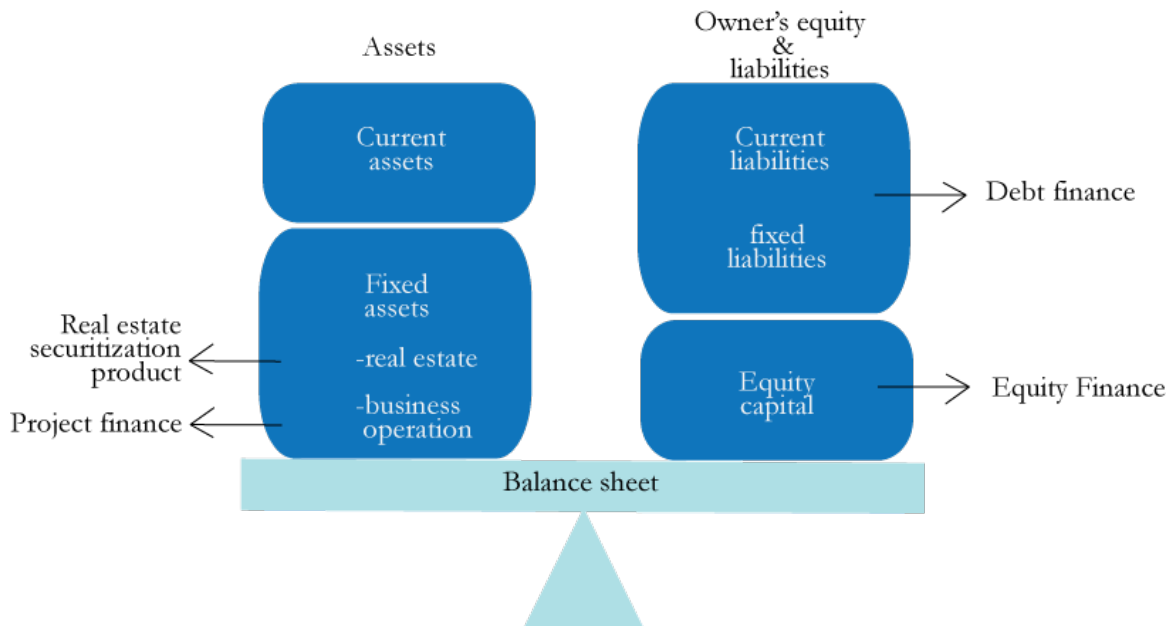 Assets
Current
assets
Fixed
assets
-real estate
-business
operation
Real estate
securitization
product
Project finance
Owner's equity
&
liabilities
Current
liabilities
fixed
liabilities
Debt finance
Equity
capital
Equity Finance
Balance sheet